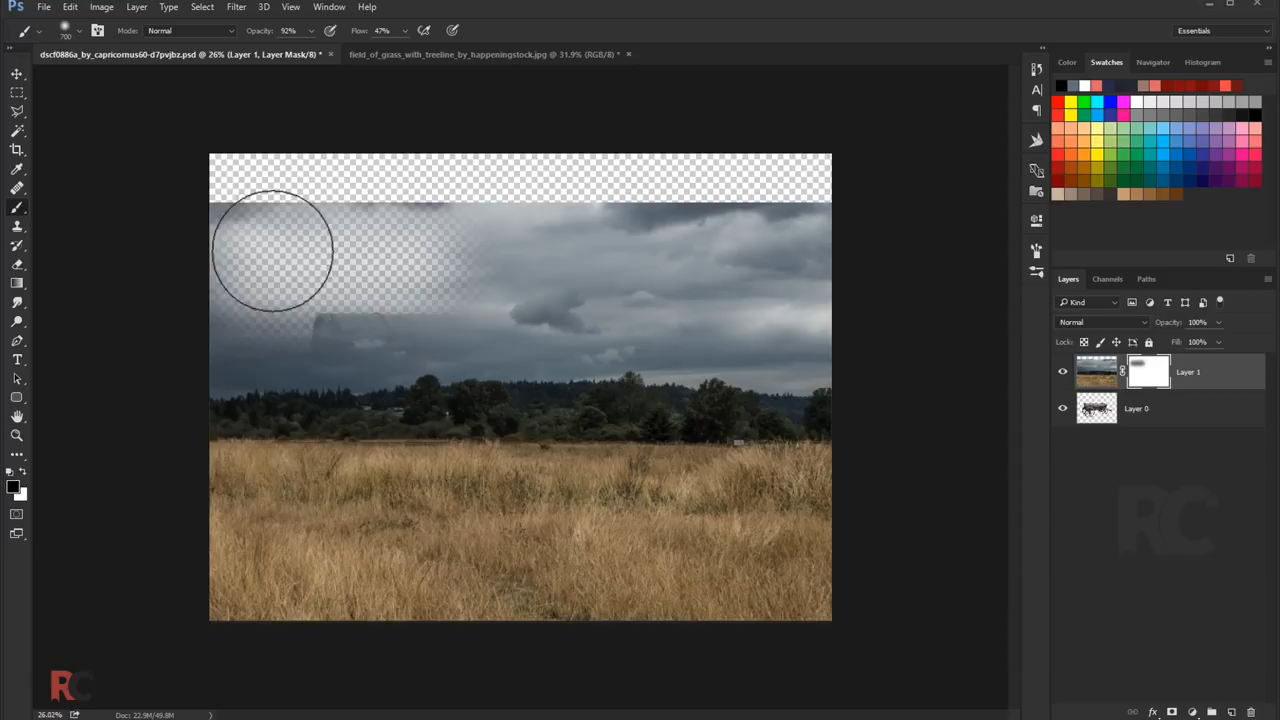 Ps File Edit Image Layer Type Select Filter 3D View Window Help
700 Mode: Normal Opacity: 92% Flow: 47% Essentials
dscf0886a_by_capricornus60-d7pvjbz.psd @ 26% (Layer 1, Layer Mask/8) * × field_of_grass_with_treeline_by_happeningstock.jpg @ 31.9% (RGB/8) * ×
Color Swatches Navigator Histogram
Layers Channels Paths
Kind
Normal Opacity: 100%
Lock: Fill: 100%
Layer 1
Layer 0
RC
RC
26.02% Doc: 22.9M/49.8M